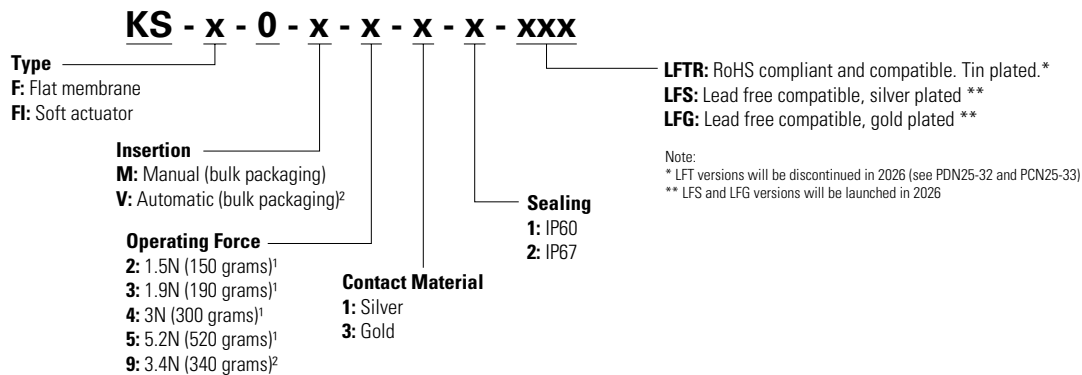 KS - x - 0 - x - x - x - x - xxx
Type
F: Flat membrane
FI: Soft actuator
Insertion
M: Manual (bulk packaging)
V: Automatic (bulk packaging)²
Operating Force
2: 1.5N (150 grams)¹
3: 1.9N (190 grams)¹
4: 3N (300 grams)¹
5: 5.2N (520 grams)¹
9: 3.4N (340 grams)²
Contact Material
1: Silver
3: Gold
Sealing
1: IP60
2: IP67
LFTR: RoHS compliant and compatible. Tin plated.*
LFS: Lead free compatible, silver plated **
LFG: Lead free compatible, gold plated **
Note:
* LFT versions will be discontinued in 2026 (see PDN25-32 and PCN25-33)
** LFS and LFG versions will be launched in 2026